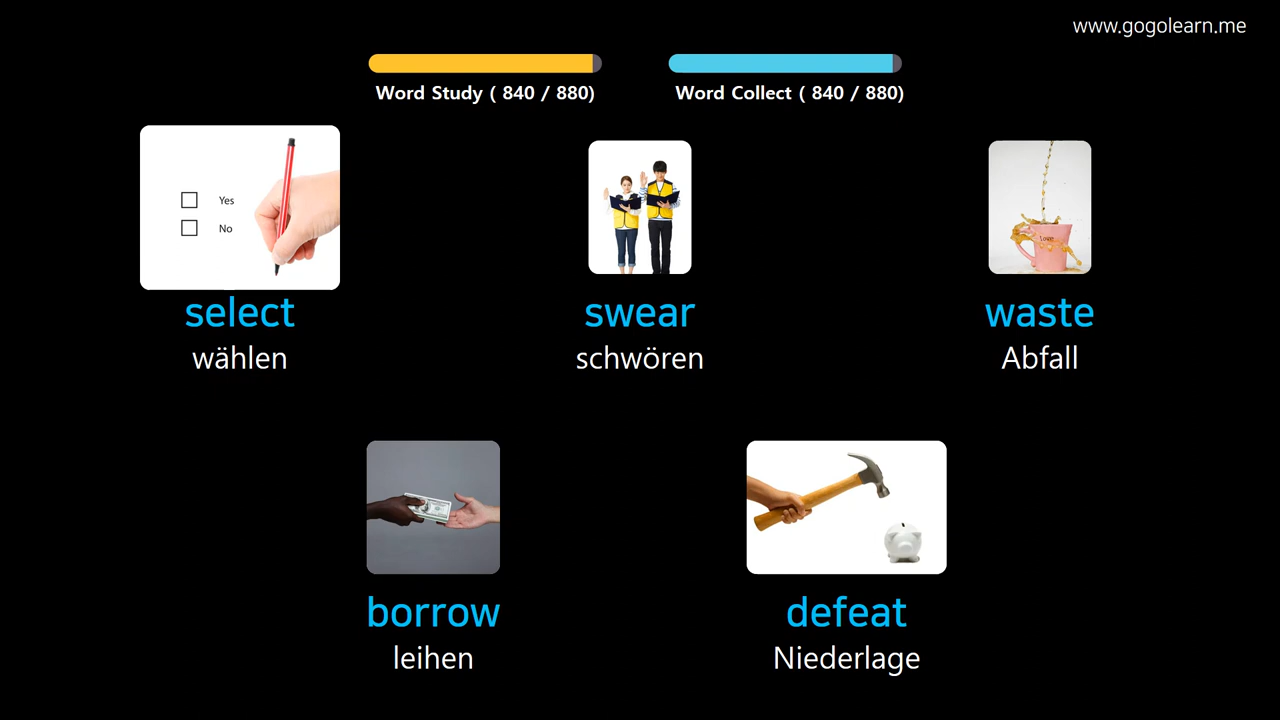 www.gogolearn.me
Word Study ( 840 / 880)
Word Collect ( 840 / 880)
Yes
No
Love
select
swear
waste
wählen
schwören
Abfall
borrow
defeat
leihen
Niederlage